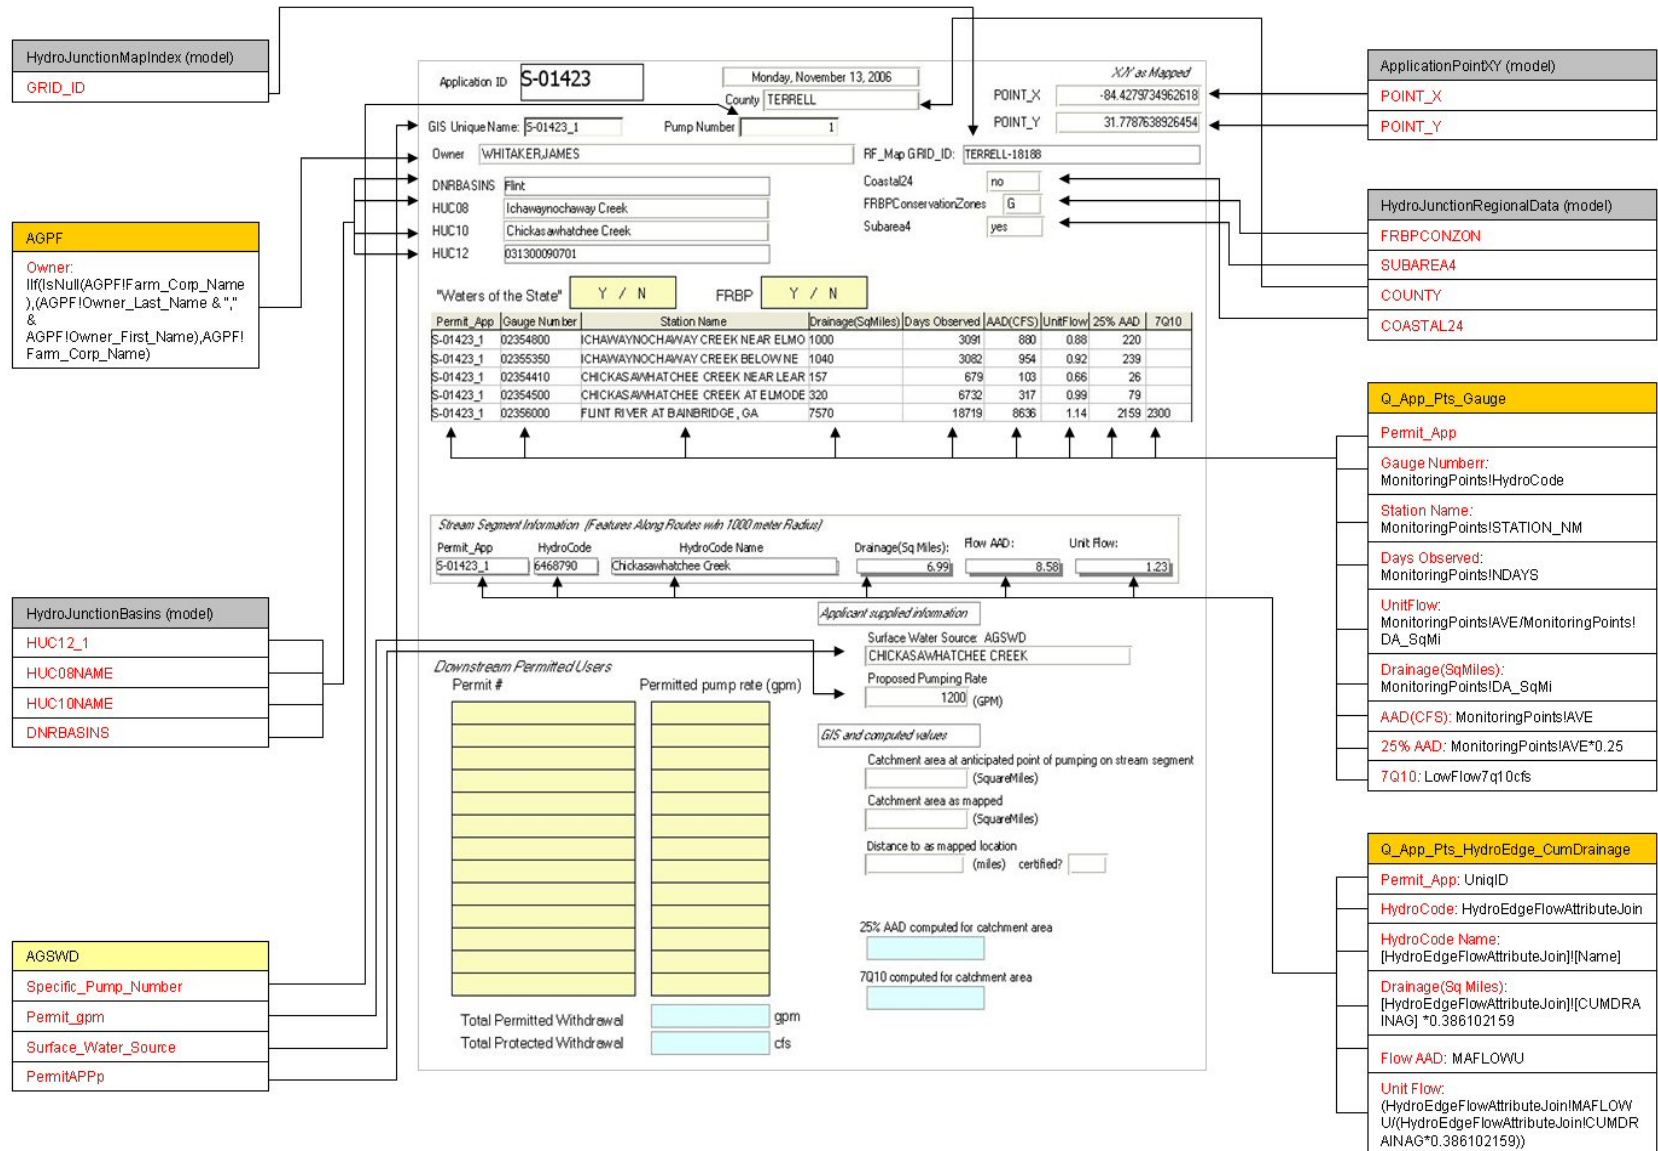 HydroJunctionMapIndex (model)
GRID_ID
AGPF
Owner:
IIf(IsNull(AGPF!Farm_Corp_Name
),(AGPF!Owner_Last_Name & ","
&
AGPF!Owner_First_Name),AGPF!
Farm_Corp_Name)
HydroJunctionBasins (model)
HUC12_1
HUC08NAME
HUC10NAME
DNRBASINS
AGSWD
Specific_Pump_Number
Permit_gpm
Surface_Water_Source
PermitAPPp
Application ID S-01423
Monday, November 13, 2006
X/Y as Mapped
County TERRELL
POINT_X -84.4279734962618
GIS Unique Name: S-01423_1 Pump Number 1
POINT_Y 31.7787638926454
Owner WHITAKER,JAMES
RF_Map GRID_ID: TERRELL-18188
DNRBASINS Flint
Coastal24 no
HUC08 Ichawaynochaway Creek
FRBPConservationZones G
HUC10 Chickasawhatchee Creek
Subarea4 yes
HUC12 031300090701
"Waters of the State" Y / N FRBP Y / N
Permit_App Gauge Number Station Name Drainage(SqMiles) Days Observed AAD(CFS) UnitFlow 25% AAD 7Q10
S-01423_1 02354800 ICHAWAYNOCHAWAY CREEK NEAR ELMO 1000 3091 880 0.88 220
S-01423_1 02355350 ICHAWAYNOCHAWAY CREEK BELOW NE 1040 3082 954 0.92 239
S-01423_1 02354410 CHICKASAWHATCHEE CREEK NEAR LEAR 157 679 103 0.66 26
S-01423_1 02354500 CHICKASAWHATCHEE CREEK AT ELMODE 320 6732 317 0.99 79
S-01423_1 02356000 FLINT RIVER AT BAINBRIDGE, GA 7570 18719 8636 1.14 2159 2300
Stream Segment Information (Features Along Routes w/in 1000 meter Radius)
Permit_App HydroCode HydroCode Name Drainage(Sq Miles): Flow AAD: Unit Flow:
S-01423_1 6468790 Chickasawhatchee Creek 6.99 8.58 1.23
Applicant supplied information
Surface Water Source: AGSWD
CHICKASAWHATCHEE CREEK
Proposed Pumping Rate
1200 (GPM)
Downstream Permitted Users
Permit # Permitted pump rate (gpm)
GIS and computed values
Catchment area at anticipated point of pumping on stream segment
(SquareMiles)
Catchment area as mapped
(SquareMiles)
Distance to as mapped location
(miles) certified?
25% AAD computed for catchment area
7Q10 computed for catchment area
Total Permitted Withdrawal gpm
Total Protected Withdrawal cfs
ApplicationPointXY (model)
POINT_X
POINT_Y
HydroJunctionRegionalData (model)
FRBPCONZON
SUBAREA4
COUNTY
COASTAL24
Q_App_Pts_Gauge
Permit_App
Gauge Numberr:
MonitoringPoints!HydroCode
Station Name:
MonitoringPoints!STATION_NM
Days Observed:
MonitoringPoints!NDAYS
UnitFlow:
MonitoringPoints!AVE/MonitoringPoints!
DA_SqMi
Drainage(SqMiles):
MonitoringPoints!DA_SqMi
AAD(CFS): MonitoringPoints!AVE
25% AAD: MonitoringPoints!AVE*0.25
7Q10: LowFlow7q10cfs
Q_App_Pts_HydroEdge_CumDrainage
Permit_App: UniqID
HydroCode: HydroEdgeFlowAttributeJoin
HydroCode Name:
[HydroEdgeFlowAttributeJoin]![Name]
Drainage(Sq Miles):
[HydroEdgeFlowAttributeJoin]![CUMDRA
INAG] *0.386102159
Flow AAD: MAFLOWU
Unit Flow:
(HydroEdgeFlowAttributeJoin!MAFLOW
U/(HydroEdgeFlowAttributeJoin!CUMDR
AINAG*0.386102159))